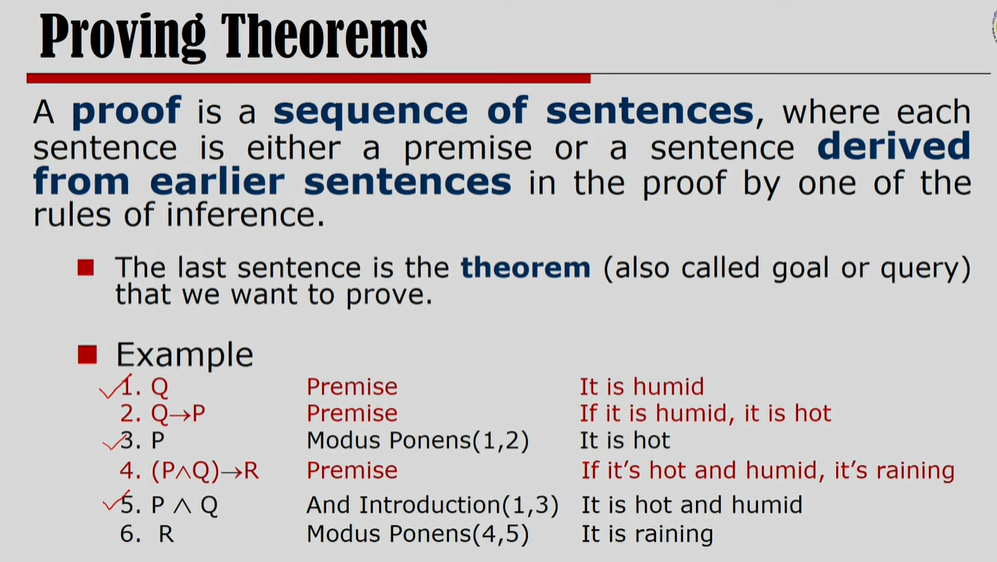 Proving Theorems
A proof is a sequence of sentences, where each
sentence is either a premise or a sentence derived
from earlier sentences in the proof by one of the
rules of inference.
The last sentence is the theorem (also called goal or query)
that we want to prove.
Example
1. Q Premise It is humid
2. Q→P Premise If it is humid, it is hot
3. P Modus Ponens(1,2) It is hot
4. (P∧Q)→R Premise If it's hot and humid, it's raining
5. P ∧ Q And Introduction(1,3) It is hot and humid
6. R Modus Ponens(4,5) It is raining